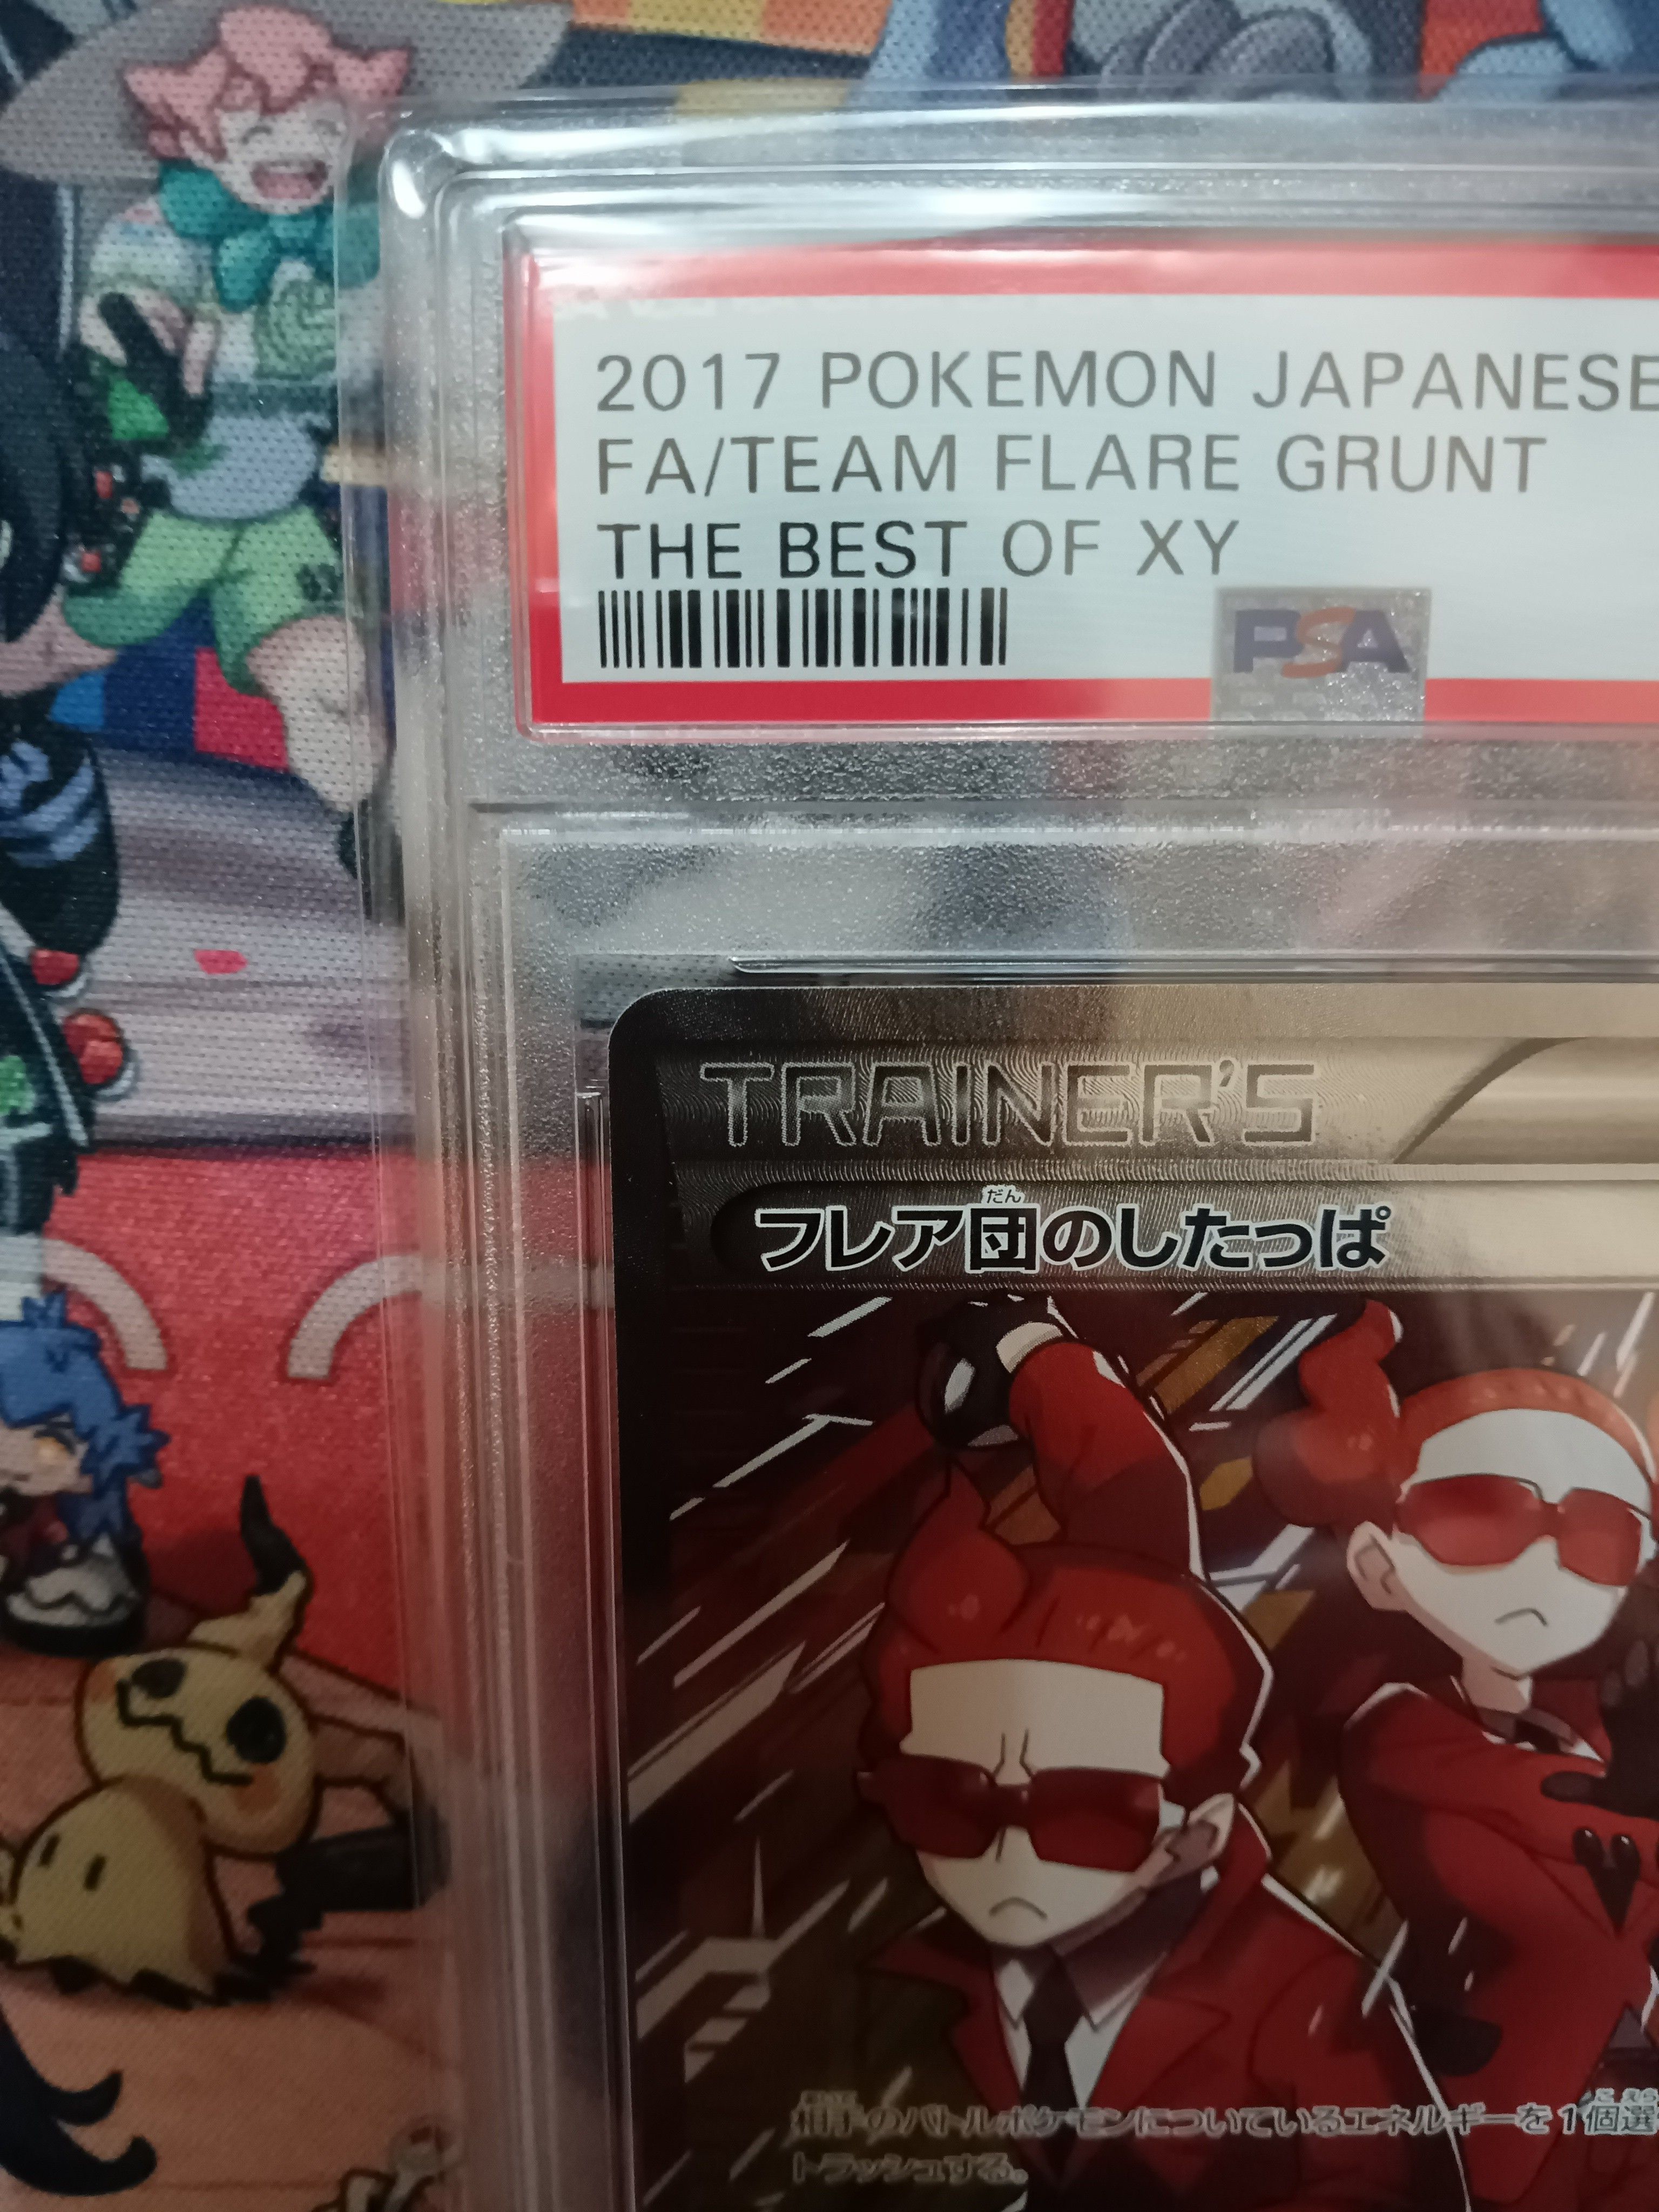 2017 POKEMON JAPANESE
FA/TEAM FLARE GRUNT
THE BEST OF XY
PSA
TRAINER'S
だん
フレア団のしたっぱ
相手のバトルポケモンについているエネルギーを1個選
トラッシュする。